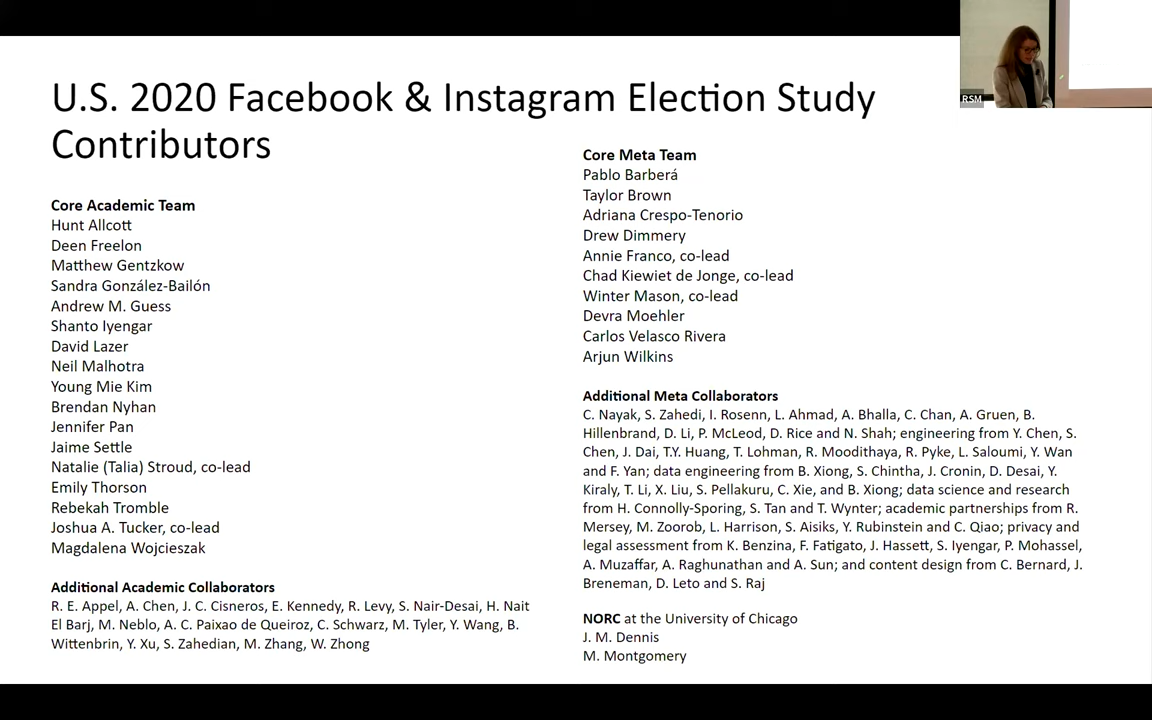 U.S. 2020 Facebook & Instagram Election Study
Contributors
Core Academic Team
Hunt Allcott
Deen Freelon
Matthew Gentzkow
Sandra González-Bailón
Andrew M. Guess
Shanto Iyengar
David Lazer
Neil Malhotra
Young Mie Kim
Brendan Nyhan
Jennifer Pan
Jaime Settle
Natalie (Talia) Stroud, co-lead
Emily Thorson
Rebekah Tromble
Joshua A. Tucker, co-lead
Magdalena Wojcieszak
Additional Academic Collaborators
R. E. Appel, A. Chen, J. C. Cisneros, E. Kennedy, R. Levy, S. Nair-Desai, H. Nait
El Barj, M. Neblo, A. C. Paixao de Queiroz, C. Schwarz, M. Tyler, Y. Wang, B.
Wittenbrin, Y. Xu, S. Zahedian, M. Zhang, W. Zhong
Core Meta Team
Pablo Barberá
Taylor Brown
Adriana Crespo-Tenorio
Drew Dimmery
Annie Franco, co-lead
Chad Kiewiet de Jonge, co-lead
Winter Mason, co-lead
Devra Moehler
Carlos Velasco Rivera
Arjun Wilkins
Additional Meta Collaborators
C. Nayak, S. Zahedi, I. Rosenn, L. Ahmad, A. Bhalla, C. Chan, A. Gruen, B.
Hillenbrand, D. Li, P. McLeod, D. Rice and N. Shah; engineering from Y. Chen, S.
Chen, J. Dai, T.Y. Huang, T. Lohman, R. Moodithaya, R. Pyke, L. Saloumi, Y. Wan
and F. Yan; data engineering from B. Xiong, S. Chintha, J. Cronin, D. Desai, Y.
Kiraly, T. Li, X. Liu, S. Pellakuru, C. Xie, and B. Xiong; data science and research
from H. Connolly-Sporing, S. Tan and T. Wynter; academic partnerships from R.
Mersey, M. Zoorob, L. Harrison, S. Aisiks, Y. Rubinstein and C. Qiao; privacy and
legal assessment from K. Benzina, F. Fatigato, J. Hassett, S. Iyengar, P. Mohassel,
A. Muzaffar, A. Raghunathan and A. Sun; and content design from C. Bernard, J.
Breneman, D. Leto and S. Raj
NORC at the University of Chicago
J. M. Dennis
M. Montgomery
RSM